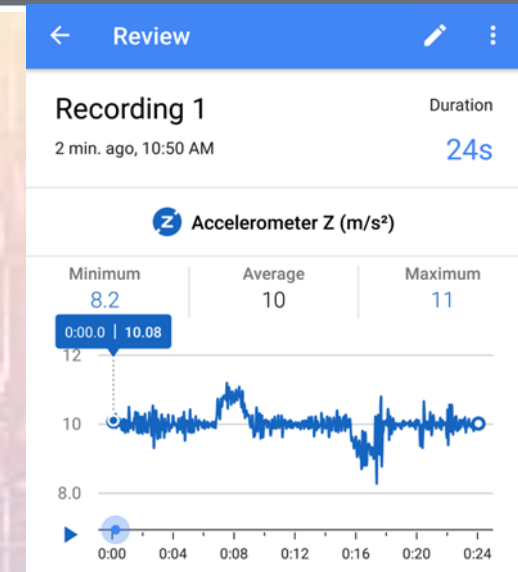 Review
Recording 1
Duration
2 min. ago, 10:50 AM
24s
Z Accelerometer Z (m/s²)
Minimum Average Maximum
8.2 10 11
0:00.0 | 10.08
12
10
8.0
0:00 0:04 0:08 0:12 0:16 0:20 0:24